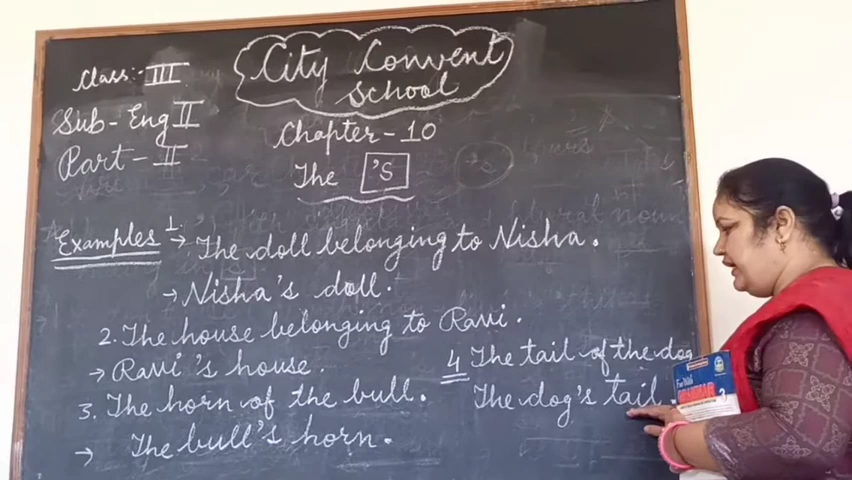 Class:- III
City Convent
School
Sub- Eng II
Chapter-10
Part - II
The 's
Examples 1. → The doll belonging to Nisha.
→ Nisha's doll.
2. The house belonging to Ravi.
→ Ravi's house.
3. The horn of the bull.
→ The bull's horn.
4 The tail of the dog
The dog's tail.
GRAMMAR